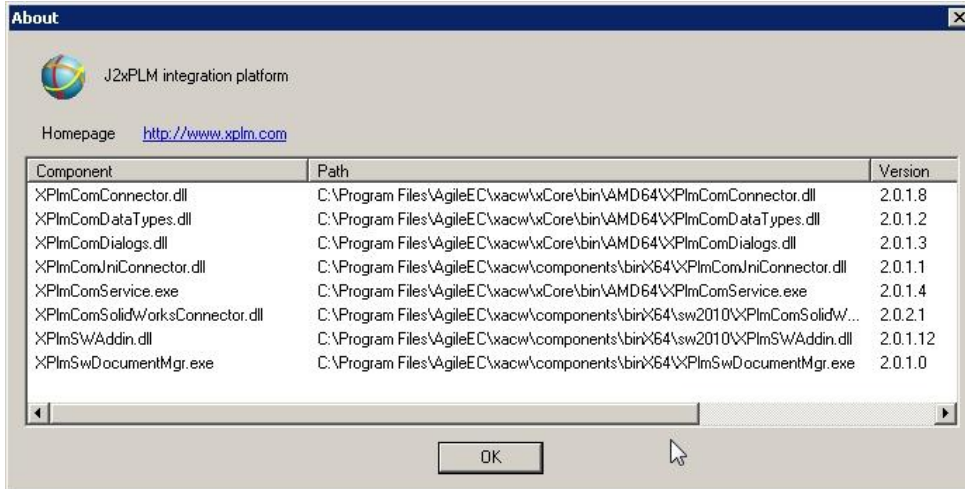 About
J2xPLM integration platform
Homepage http://www.xplm.com
Component Path Version
XPlmComConnector.dll C:\Program Files\AgileEC\xacw\xCore\bin\AMD64\XPlmComConnector.dll 2.0.1.8
XPlmComDataTypes.dll C:\Program Files\AgileEC\xacw\xCore\bin\AMD64\XPlmComDataTypes.dll 2.0.1.2
XPlmComDialogs.dll C:\Program Files\AgileEC\xacw\xCore\bin\AMD64\XPlmComDialogs.dll 2.0.1.3
XPlmComJniConnector.dll C:\Program Files\AgileEC\xacw\components\binX64\XPlmComJniConnector.dll 2.0.1.1
XPlmComService.exe C:\Program Files\AgileEC\xacw\xCore\bin\AMD64\XPlmComService.exe 2.0.1.4
XPlmComSolidWorksConnector.dll C:\Program Files\AgileEC\xacw\components\binX64\sw2010\XPlmComSolidW... 2.0.2.1
XPlmSWAddin.dll C:\Program Files\AgileEC\xacw\components\binX64\sw2010\XPlmSWAddin.dll 2.0.1.12
XPlmSwDocumentMgr.exe C:\Program Files\AgileEC\xacw\components\binX64\XPlmSwDocumentMgr.exe 2.0.1.0
OK